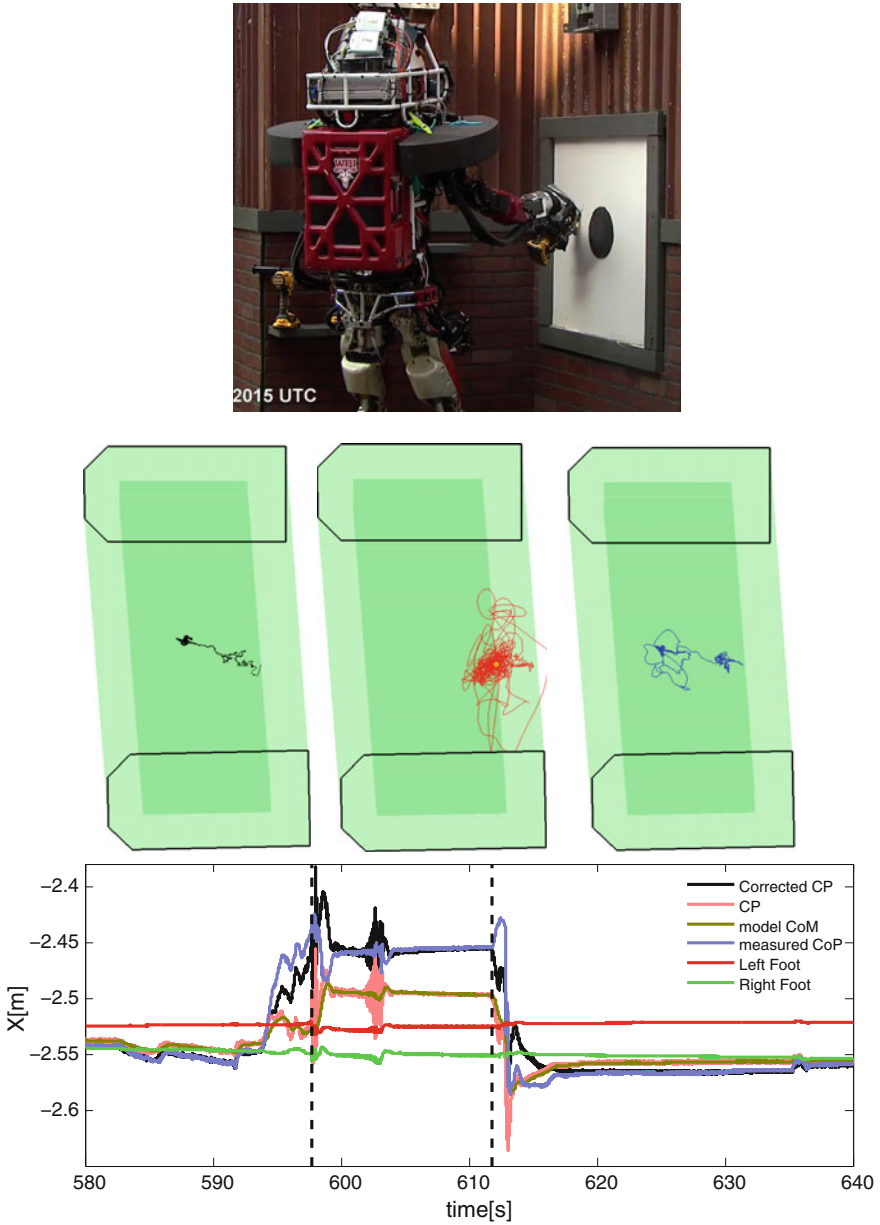 WPI
2015 UTC
−2.4
−2.45
−2.5
−2.55
−2.6
X[m]
Corrected CP
CP
model CoM
measured CoP
Left Foot
Right Foot
580
590
600
610
620
630
640
time[s]